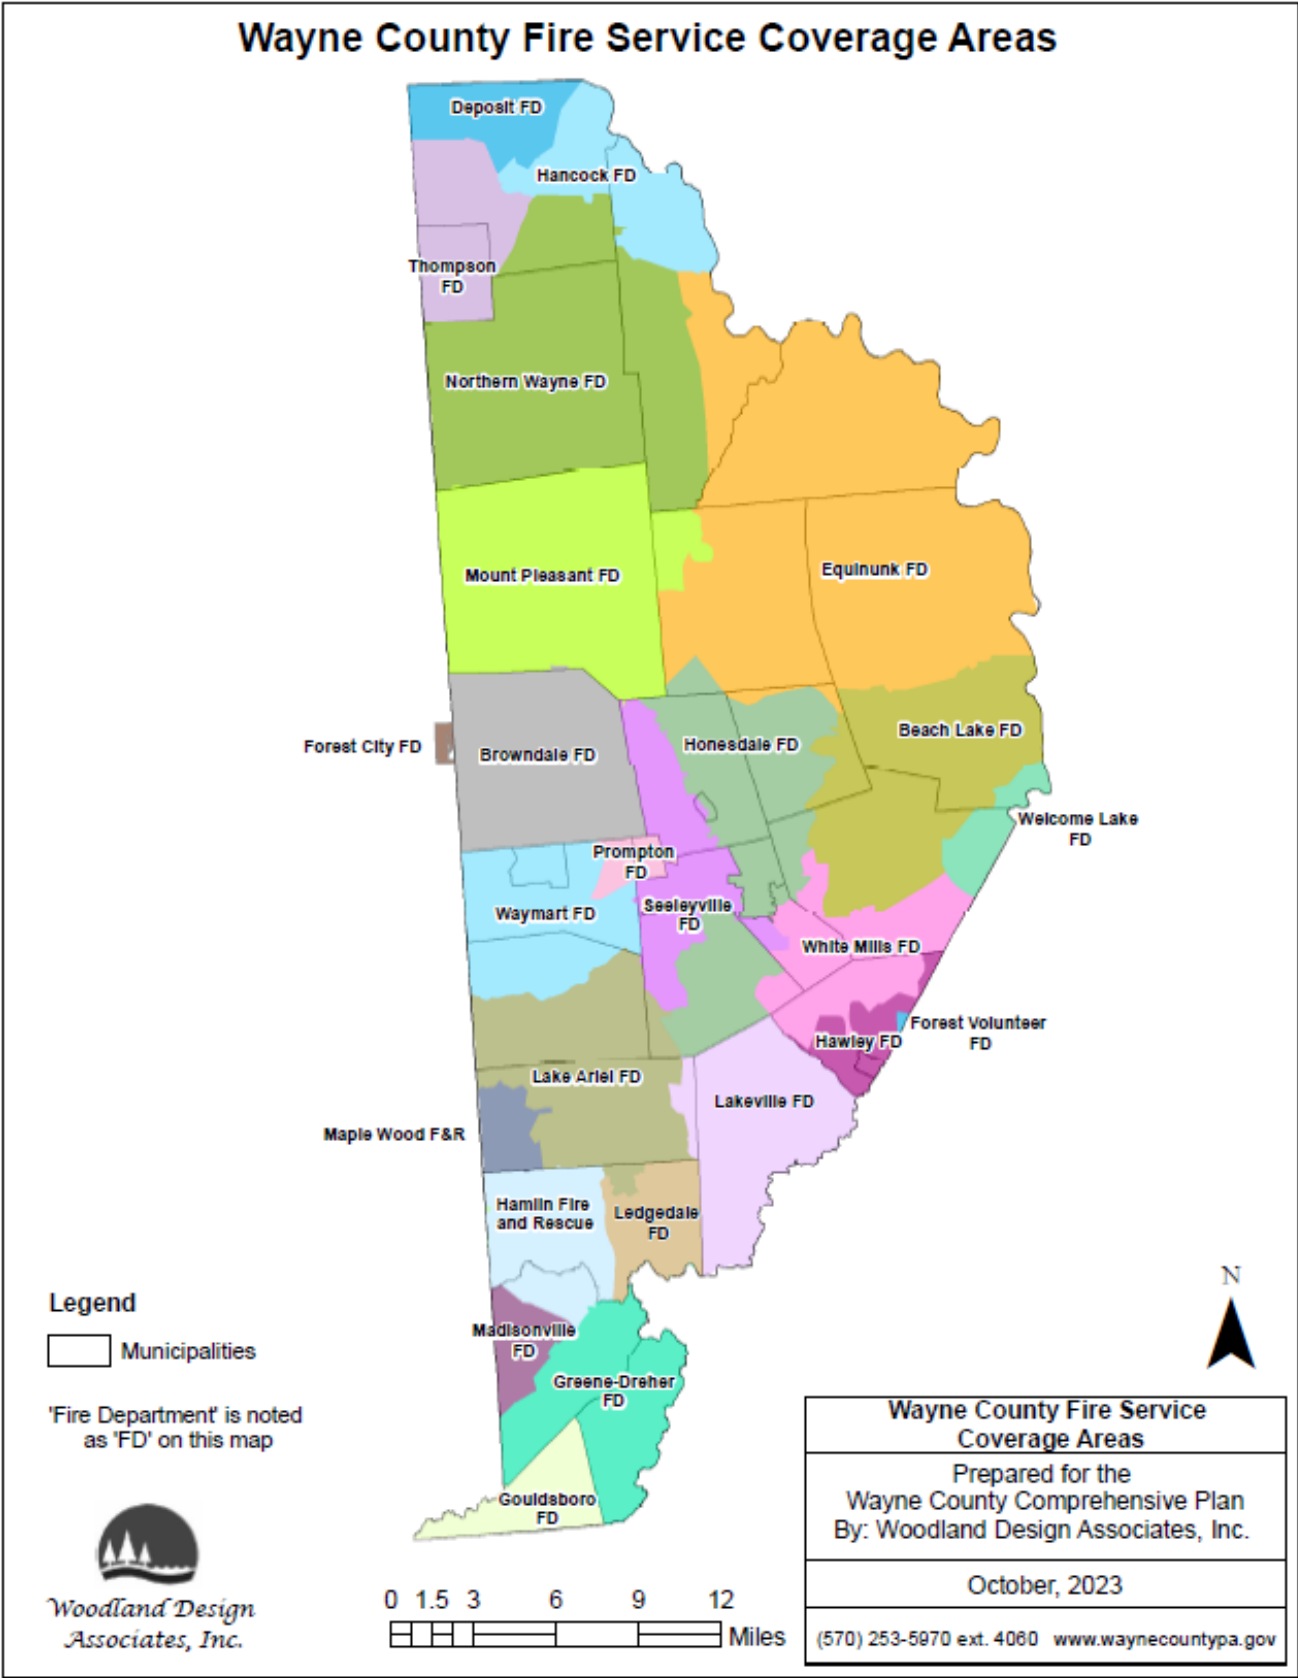 Wayne County Fire Service Coverage Areas
Deposit FD
Hancock FD
Thompson
FD
Northern Wayne FD
Mount Pleasant FD
Equinunk FD
Forest City FD
Browndale FD
Honesdale FD
Beach Lake FD
Welcome Lake
FD
Prompton
FD
Waymart FD
Seeleyville
FD
White Mills FD
Forest Volunteer
FD
Hawley FD
Lake Ariel FD
Lakeville FD
Maple Wood F&R
Hamlin Fire
and Rescue
Ledgedale
FD
Madisonville
FD
Greene-Dreher
FD
Gouldsboro
FD
N
Legend
Municipalities
'Fire Department' is noted
as 'FD' on this map
Woodland Design
Associates, Inc.
0 1.5 3 6 9 12
Miles
Wayne County Fire Service
Coverage Areas
Prepared for the
Wayne County Comprehensive Plan
By: Woodland Design Associates, Inc.
October, 2023
(570) 253-5970 ext. 4060 www.waynecountypa.gov